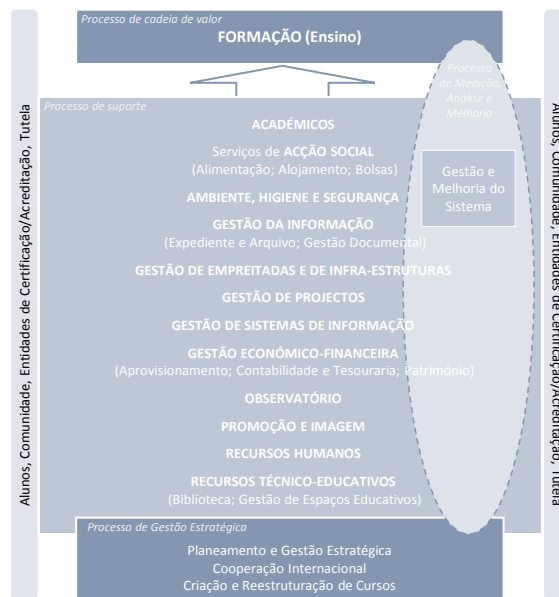 Processo de cadeia de valor
FORMAÇÃO (Ensino)
Processo de Medição,
Análise e
Melhoria
Processo de suporte
ACADÉMICOS
Serviços de ACÇÃO SOCIAL
(Alimentação; Alojamento; Bolsas)
AMBIENTE, HIGIENE E SEGURANÇA
GESTÃO DA INFORMAÇÃO
(Expediente e Arquivo; Gestão Documental)
GESTÃO DE EMPREITADAS E DE INFRA-ESTRUTURAS
GESTÃO DE PROJECTOS
GESTÃO DE SISTEMAS DE INFORMAÇÃO
GESTÃO ECONÓMICO-FINANCEIRA
(Aprovisionamento; Contabilidade e Tesouraria; Património)
OBSERVATÓRIO
PROMOÇÃO E IMAGEM
RECURSOS HUMANOS
RECURSOS TÉCNICO-EDUCATIVOS
(Biblioteca; Gestão de Espaços Educativos)
Gestão e
Melhoria do
Sistema
Processo de Gestão Estratégica
Planeamento e Gestão Estratégica
Cooperação Internacional
Criação e Reestruturação de Cursos
Alunos, Comunidade, Entidades de Certificação/Acreditação, Tutela
Alunos, Comunidade, Entidades de Certificação/Acreditação, Tutela